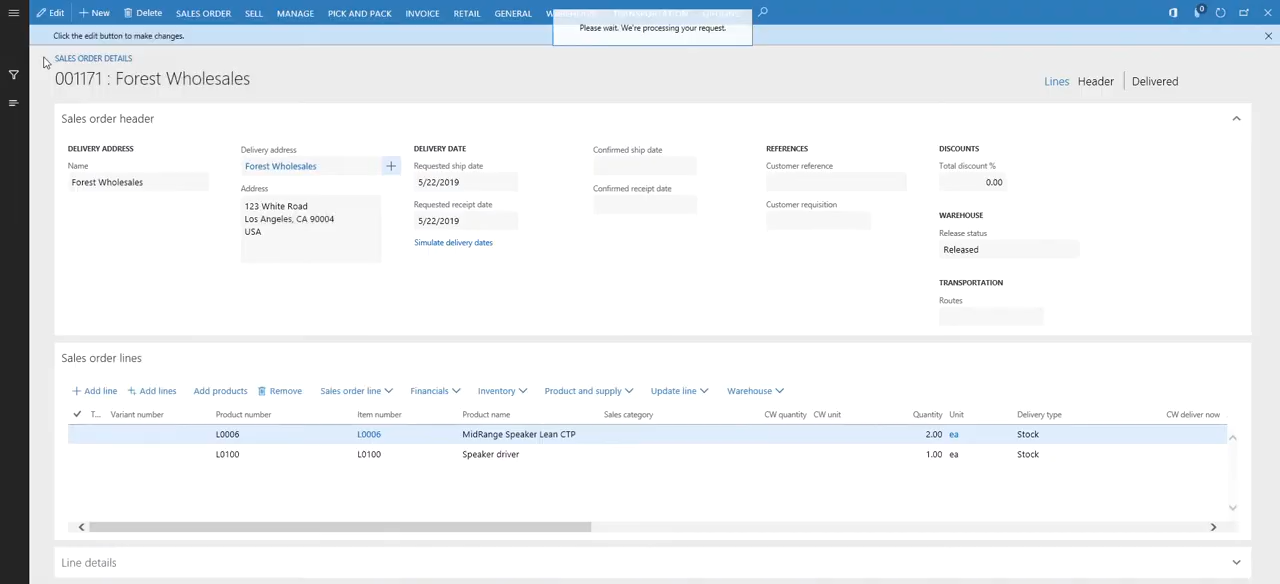 Edit New Delete SALES ORDER SELL MANAGE PICK AND PACK INVOICE RETAIL GENERAL 0
Please wait. We're processing your request.
Click the edit button to make changes.
SALES ORDER DETAILS
001171 : Forest Wholesales
Lines Header Delivered
Sales order header
DELIVERY ADDRESS
Name
Forest Wholesales
Delivery address
Forest Wholesales
Address
123 White Road
Los Angeles, CA 90004
USA
DELIVERY DATE
Requested ship date
5/22/2019
Requested receipt date
5/22/2019
Simulate delivery dates
Confirmed ship date
Confirmed receipt date
REFERENCES
Customer reference
Customer requisition
DISCOUNTS
Total discount %
0.00
WAREHOUSE
Release status
Released
TRANSPORTATION
Routes
Sales order lines
Add line Add lines Add products Remove Sales order line Financials Inventory Product and supply Update line Warehouse
T... Variant number Product number Item number Product name Sales category CW quantity CW unit Quantity Unit Delivery type CW deliver now
L0006 L0006 MidRange Speaker Lean CTP 2.00 ea Stock
L0100 L0100 Speaker driver 1.00 ea Stock
Line details